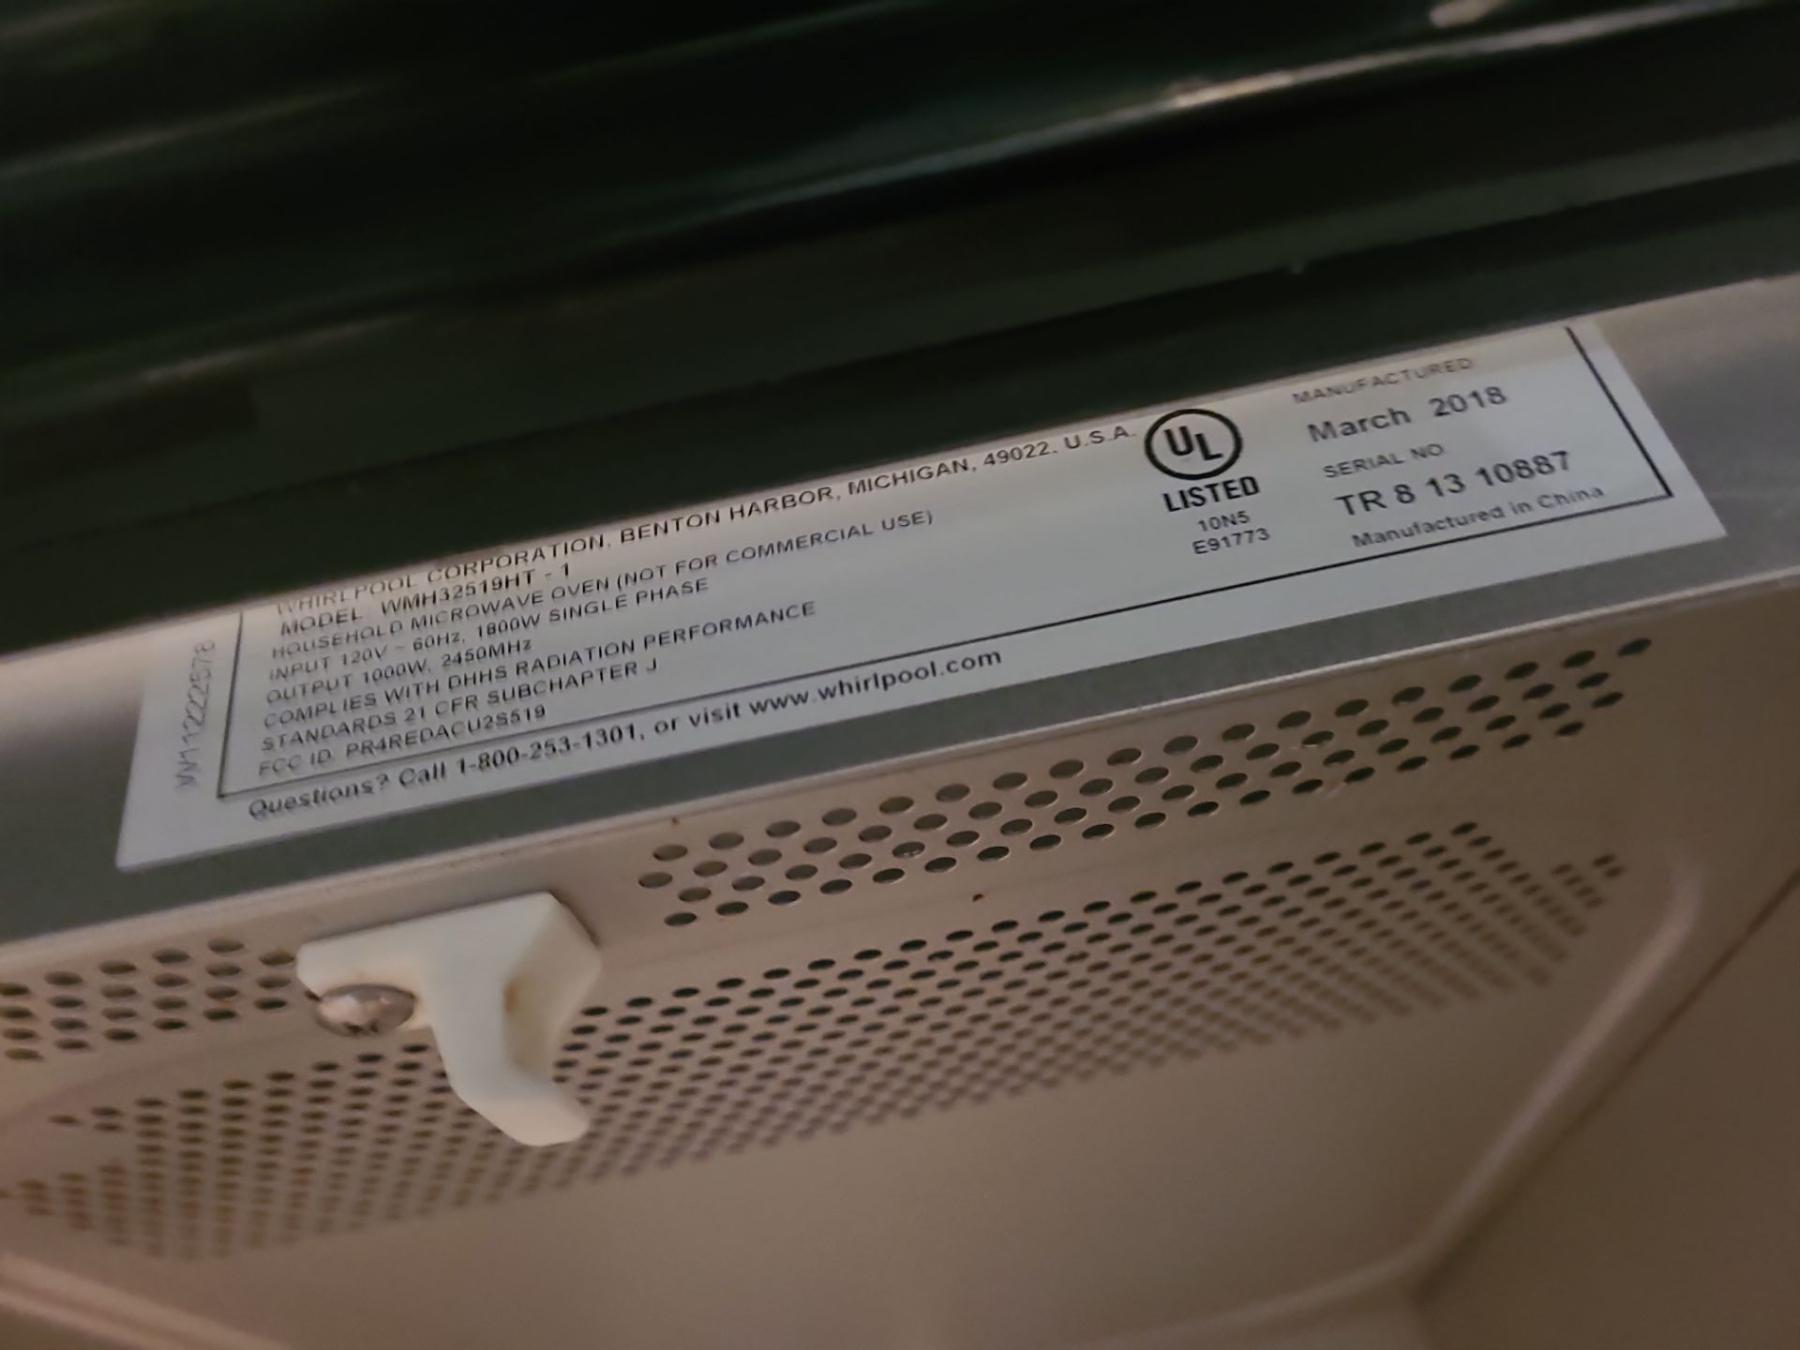 WHIRLPOOL CORPORATION, BENTON HARBOR, MICHIGAN, 49022. U.S.A.
MODEL WMH32519HT - 1
HOUSEHOLD MICROWAVE OVEN (NOT FOR COMMERCIAL USE)
INPUT 120V ~ 60Hz, 1800W SINGLE PHASE
OUTPUT 1000W, 2450MHz
COMPLIES WITH DHHS RADIATION PERFORMANCE
STANDARDS 21 CFR SUBCHAPTER J
FCC ID PR4REDACU2S519
Questions? Call 1-800-253-1301, or visit www.whirlpool.com
UL
LISTED
10N5
E91773
MANUFACTURED
March 2018
SERIAL NO.
TR 8 13 10887
Manufactured in China